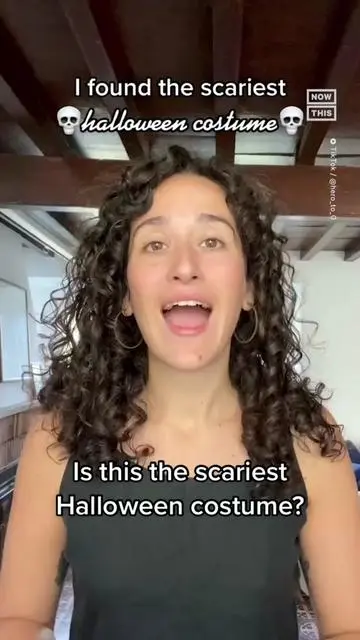 I found the scariest
💀halloween costume💀
NOW
THIS
TikTok / @hero_to_0
Is this the scariest
Halloween costume?